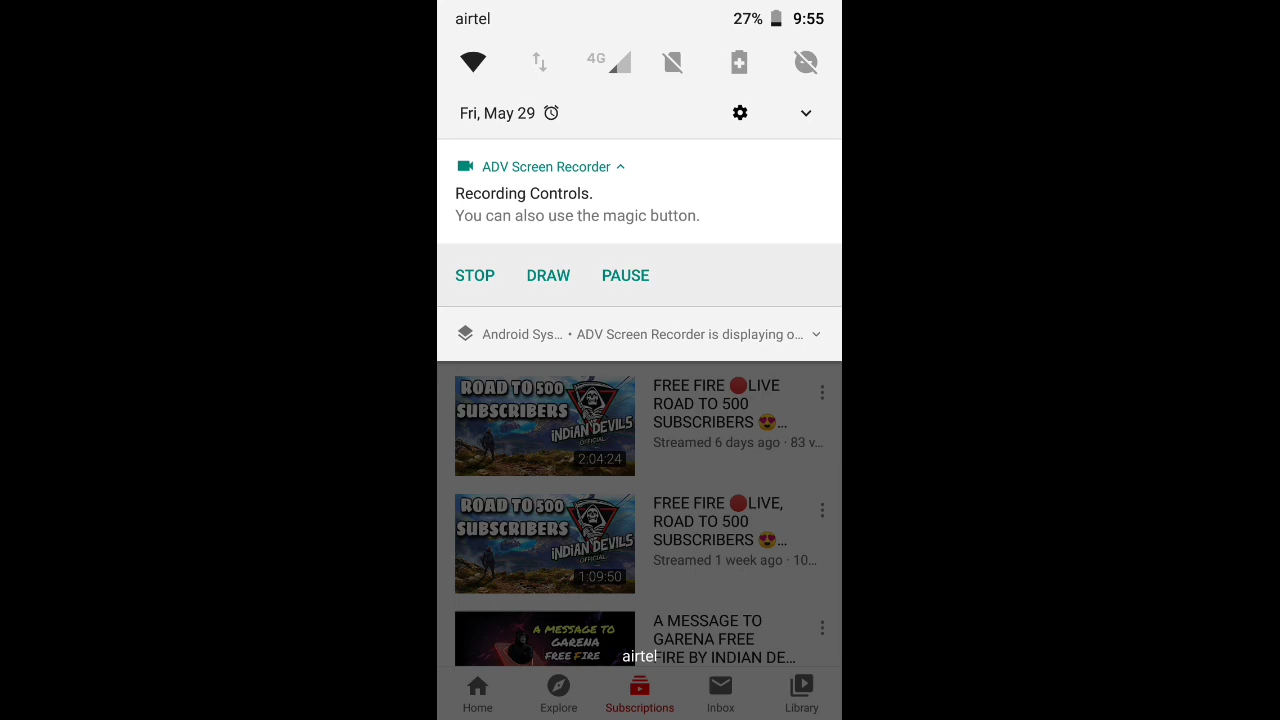 airtel 27% 9:55
4G
Fri, May 29
ADV Screen Recorder
Recording Controls.
You can also use the magic button.
STOP DRAW PAUSE
Android Sys... • ADV Screen Recorder is displaying o...
ROAD TO 500
SUBSCRIBERS
INDIAN DEVILS
OFFICIAL
2:04:24
FREE FIRE 🔴LIVE
ROAD TO 500
SUBSCRIBERS 😍...
Streamed 6 days ago · 83 v...
ROAD TO 500
SUBSCRIBERS
INDIAN DEVILS
OFFICIAL
1:09:50
FREE FIRE 🔴LIVE,
ROAD TO 500
SUBSCRIBERS 😍...
Streamed 1 week ago · 10...
A MESSAGE TO
GARENA
FREE FIRE
A MESSAGE TO
GARENA FREE
FIRE BY INDIAN DE...
airtel
Home Explore Subscriptions Inbox Library